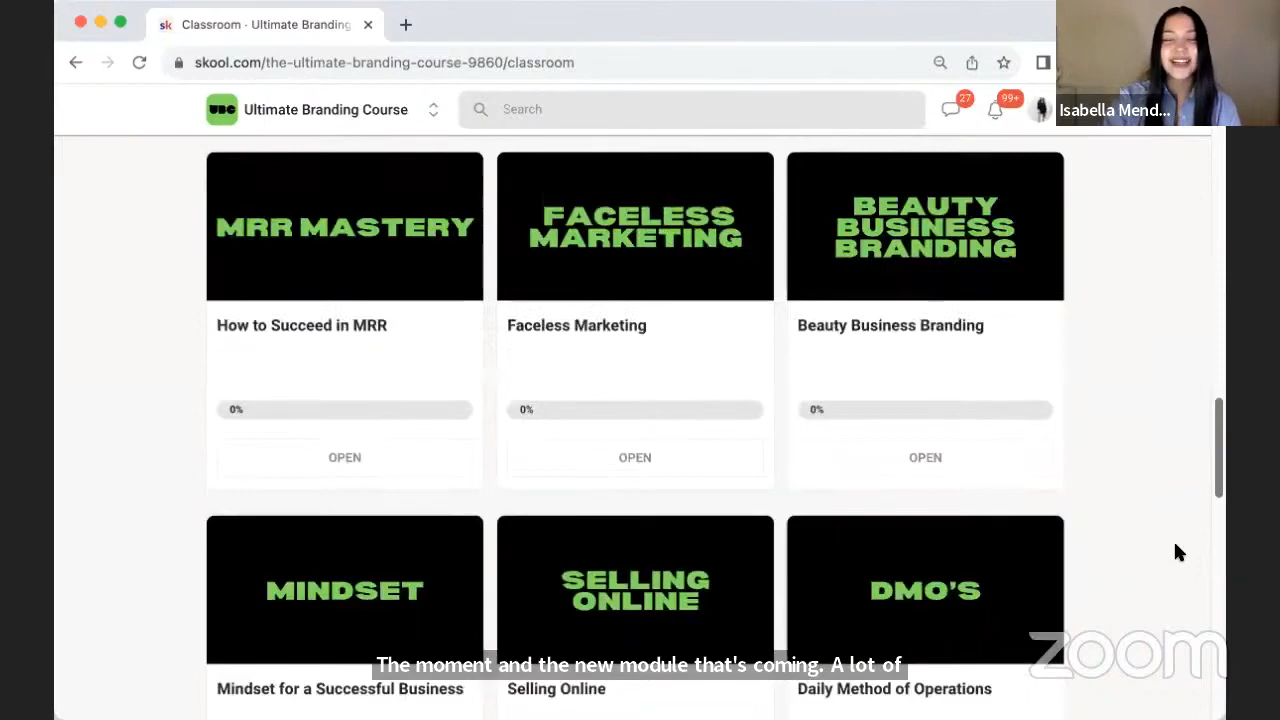 sk Classroom · Ultimate Branding
skool.com/the-ultimate-branding-course-9860/classroom
UBC Ultimate Branding Course
Search
27
99+
Isabella Mend...
MRR MASTERY
FACELESS
MARKETING
BEAUTY
BUSINESS
BRANDING
How to Succeed in MRR
Faceless Marketing
Beauty Business Branding
0%
0%
0%
OPEN
OPEN
OPEN
MINDSET
SELLING
ONLINE
DMO'S
The moment and the new module that's coming. A lot of
zoom
Mindset for a Successful Business
Selling Online
Daily Method of Operations